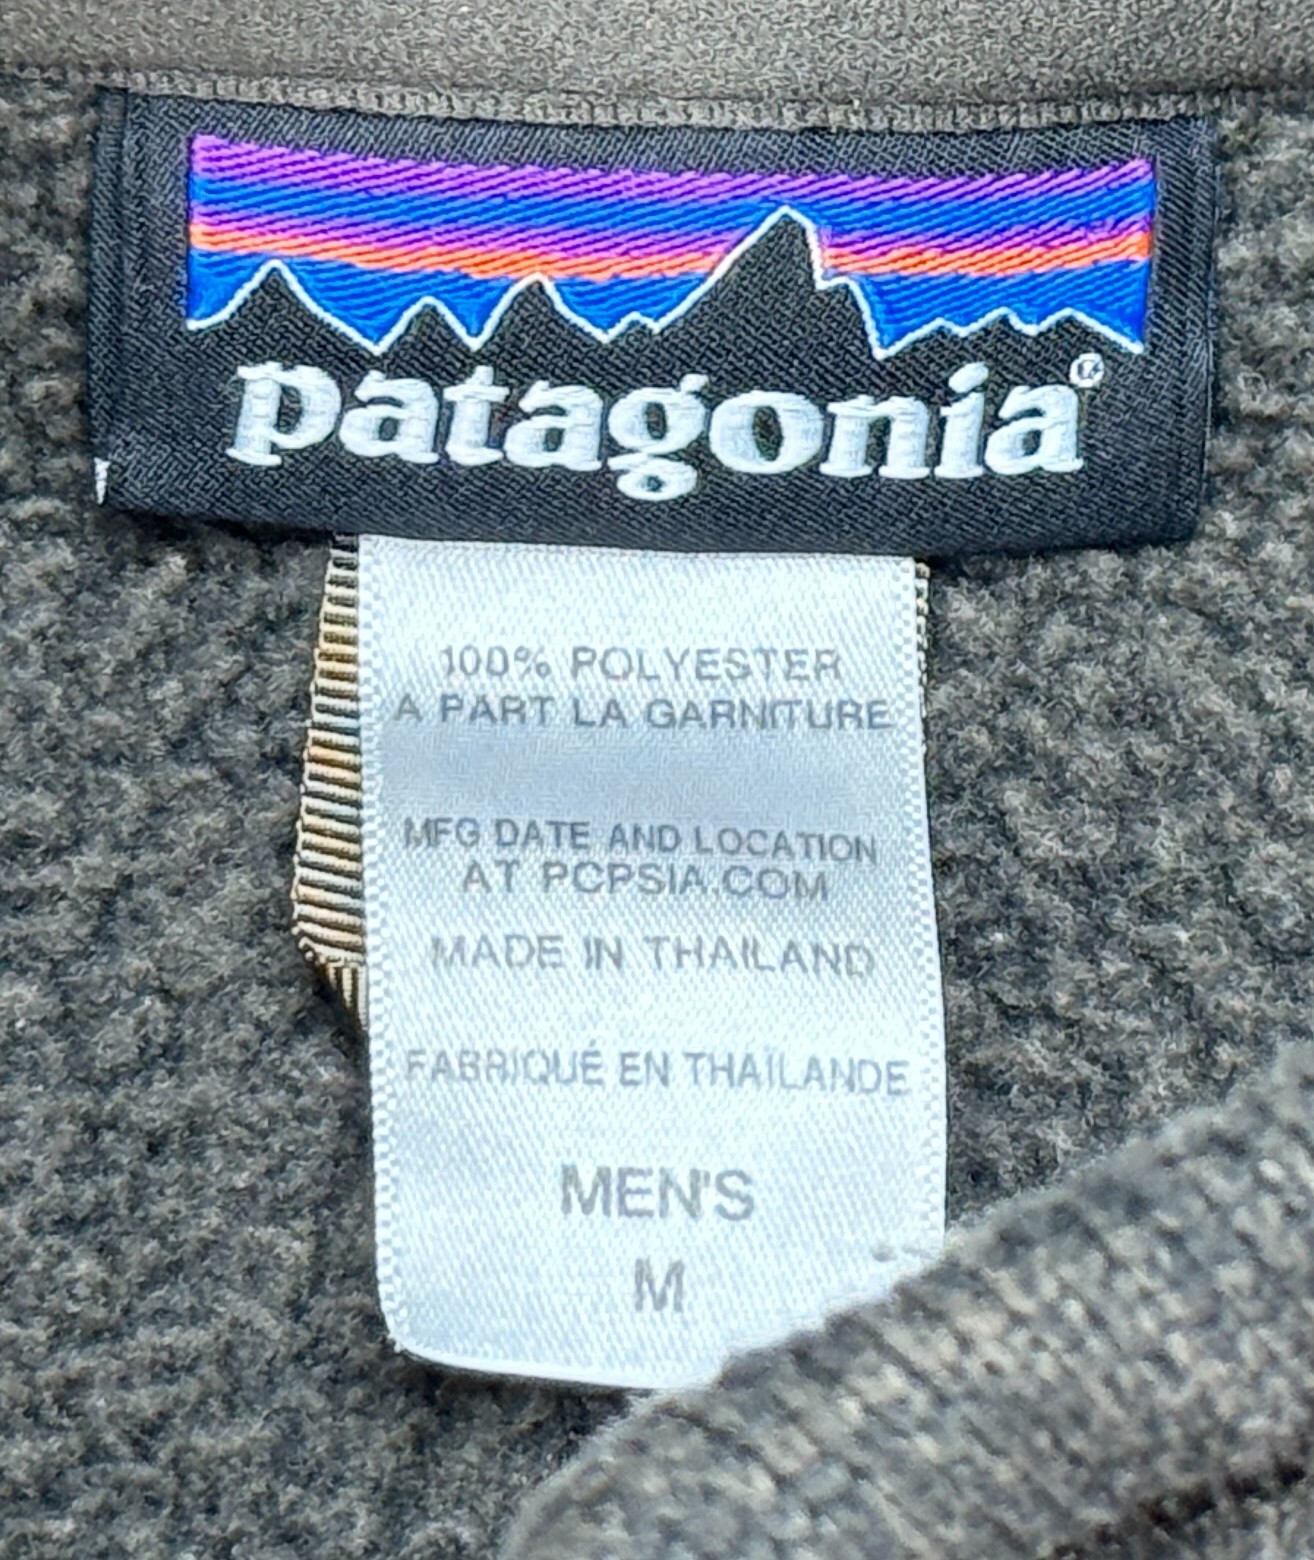 patagonia®
100% POLYESTER
A PART LA GARNITURE
MFG DATE AND LOCATION
AT PCPSIA.COM
MADE IN THAILAND
FABRIQUÉ EN THAÏLANDE
MEN'S
M